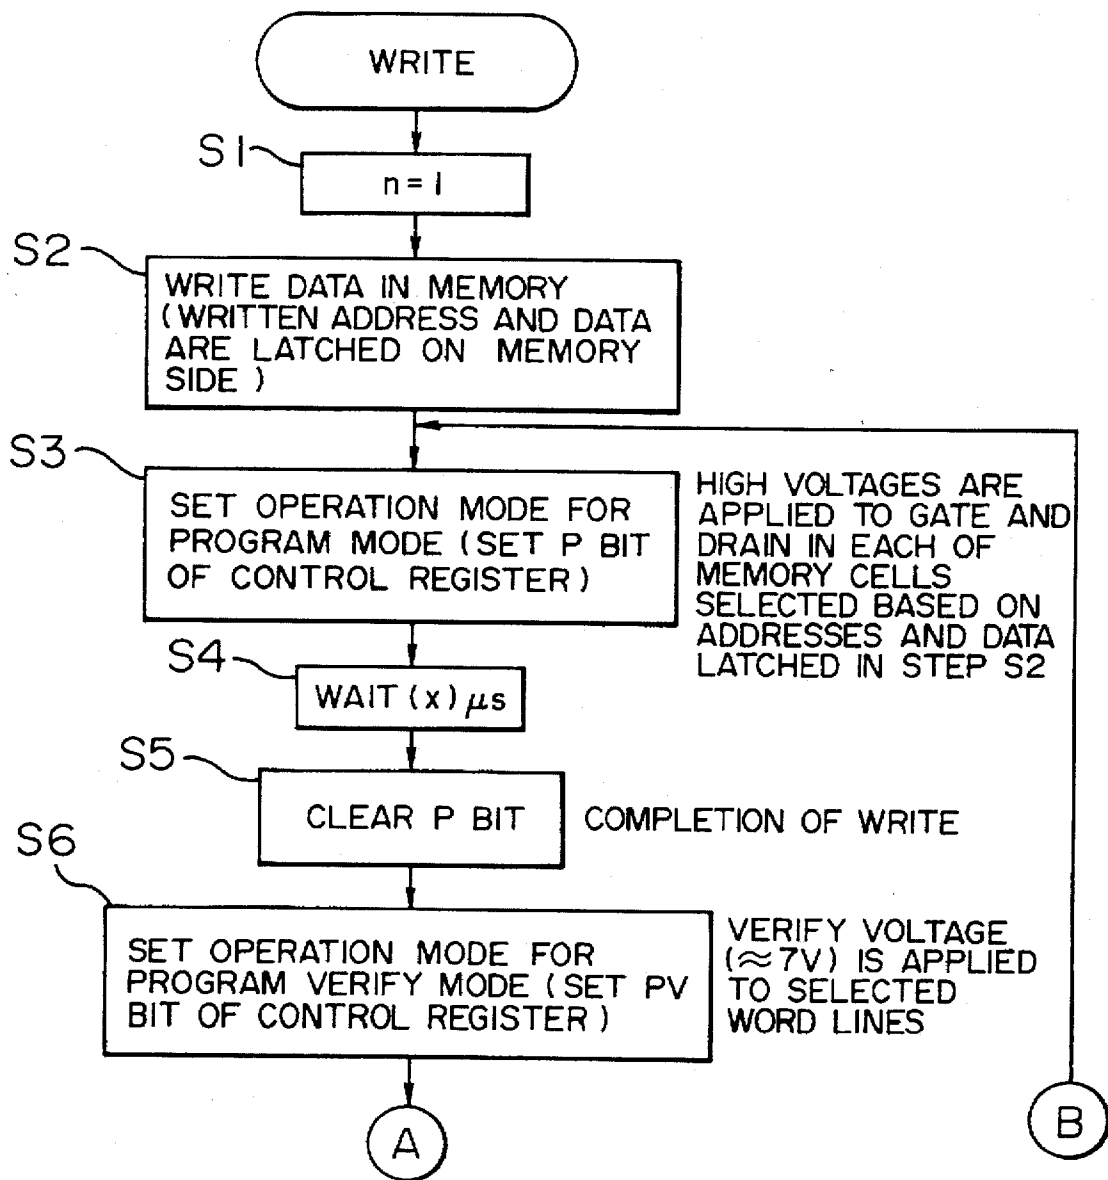 WRITE
S1
n = 1
S2
WRITE DATA IN MEMORY
(WRITTEN ADDRESS AND DATA
ARE LATCHED ON MEMORY
SIDE )
S3
SET OPERATION MODE FOR
PROGRAM MODE (SET P BIT
OF CONTROL REGISTER)
HIGH VOLTAGES ARE
APPLIED TO GATE AND
DRAIN IN EACH OF
MEMORY CELLS
SELECTED BASED ON
ADDRESSES AND DATA
LATCHED IN STEP S2
S4
WAIT (x) μs
S5
CLEAR P BIT
COMPLETION OF WRITE
S6
SET OPERATION MODE FOR
PROGRAM VERIFY MODE (SET PV
BIT OF CONTROL REGISTER)
VERIFY VOLTAGE
(≈7V) IS APPLIED
TO SELECTED
WORD LINES
A
B